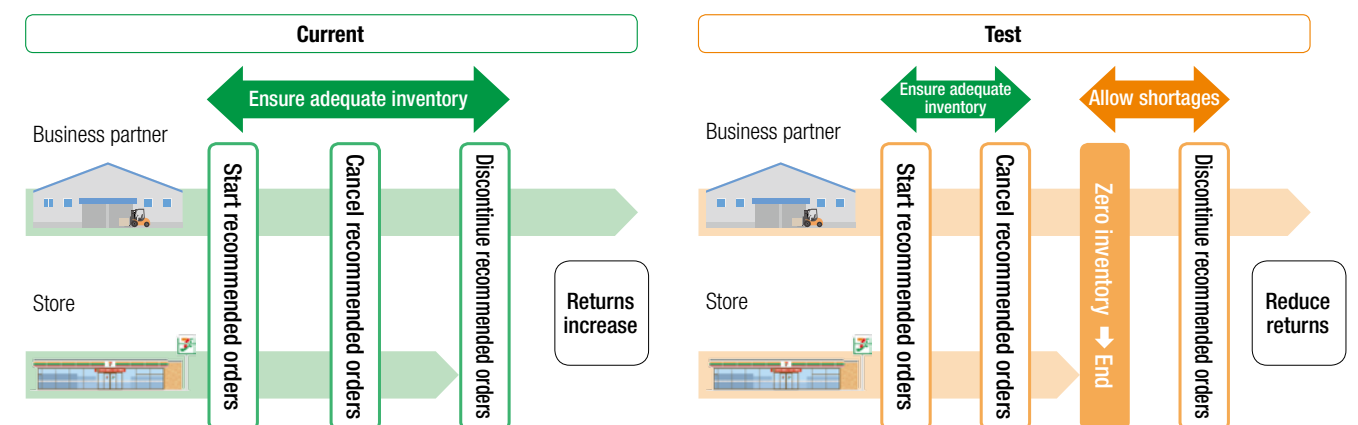 Current
Ensure adequate inventory
Business partner
Start recommended orders
Cancel recommended orders
Discontinue recommended orders
Store
Returns
increase
Test
Ensure adequate
inventory
Allow shortages
Business partner
Start recommended orders
Cancel recommended orders
Zero inventory ➡ End
Discontinue recommended orders
Store
Reduce
returns